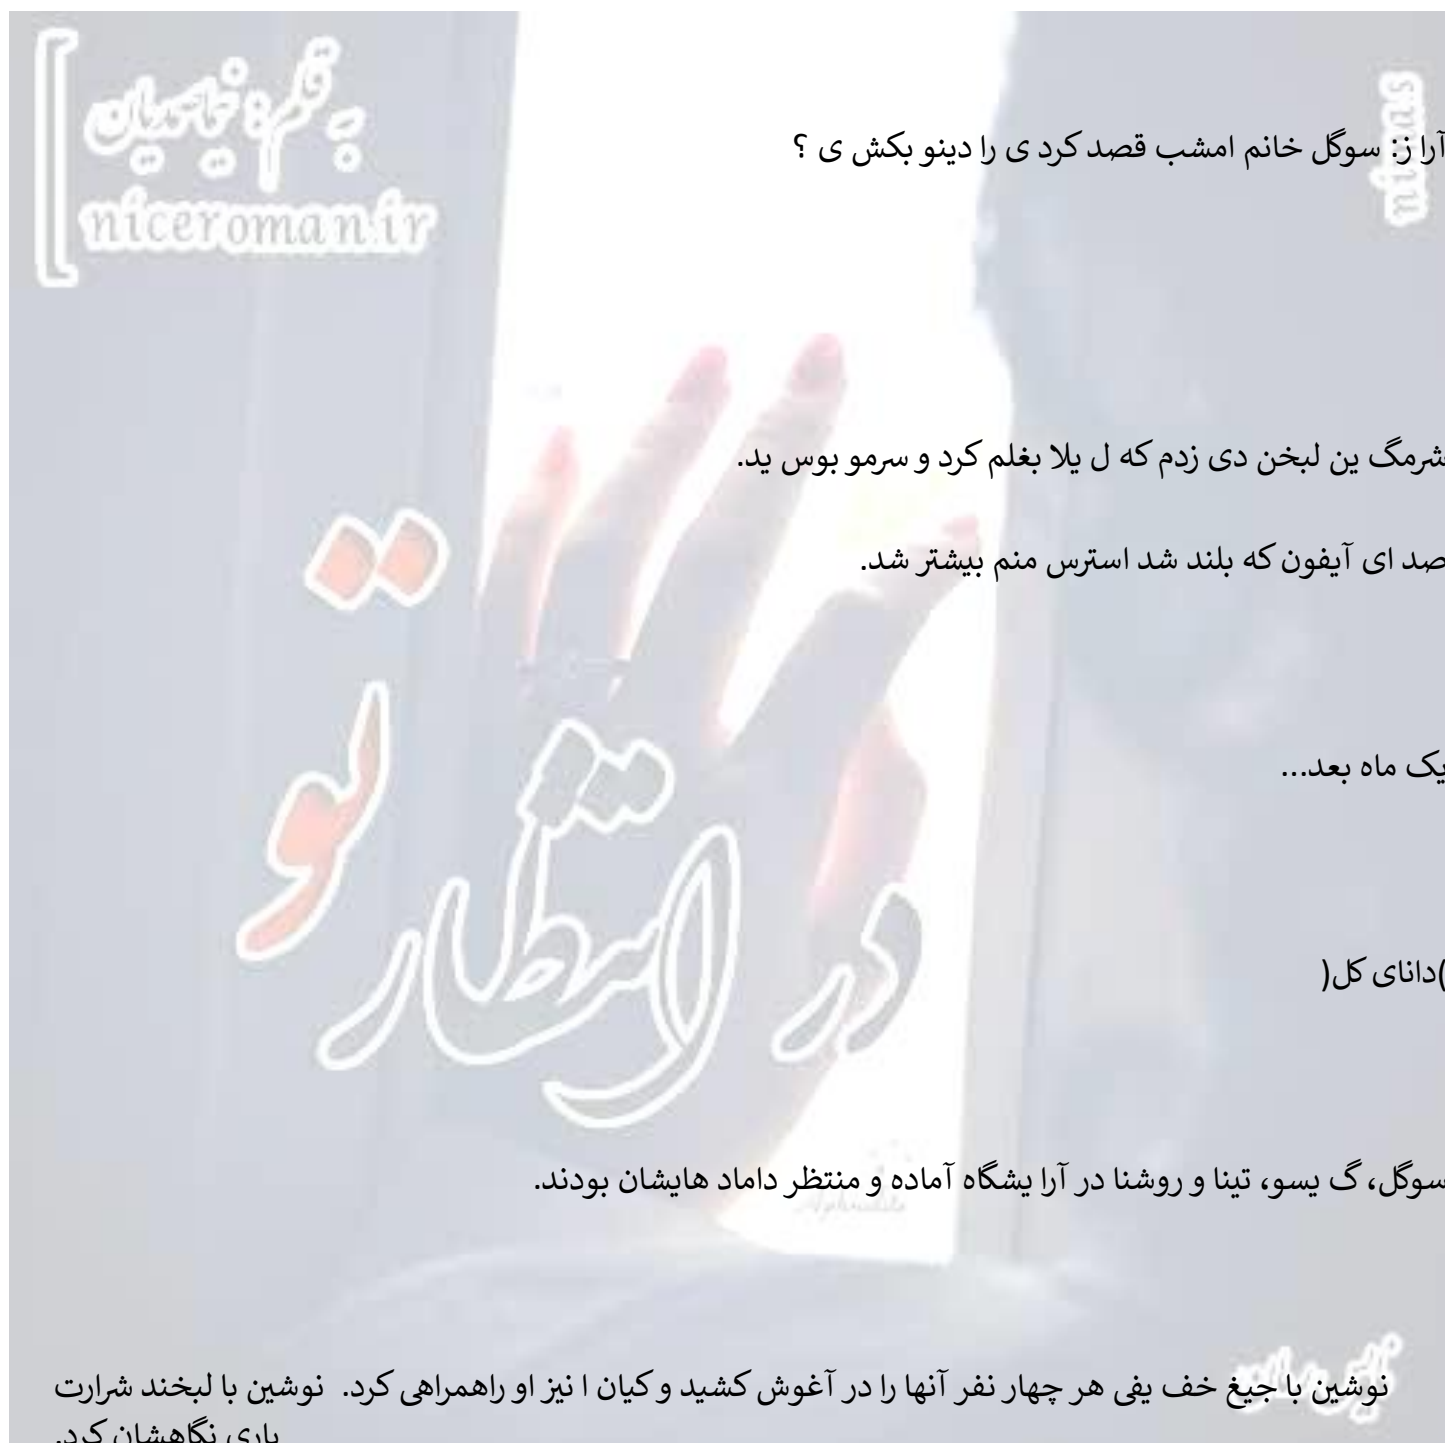 به قلم:
niceroman.ir
ninas
آرا ز: سوگل خانم امشب قصد کرد ی را دینو بکش ی ؟
شرمگ ین لبخن دی زدم که ل یلا بغلم کرد و سرمو بوس ید.
صد ای آیفون که بلند شد استرس منم بیشتر شد.
یک ماه بعد...
)دانای کل(
در انتظار تو
سوگل، گ یسو، تینا و روشنا در آرا یشگاه آماده و منتظر داماد هایشان بودند.
نوشین با جیغ خف یفی هر چهار نفر آنها را در آغوش کشید و کیان ا نیز او راهمراهی کرد. نوشین با لبخند شرارت
باری نگاهشان کرد.